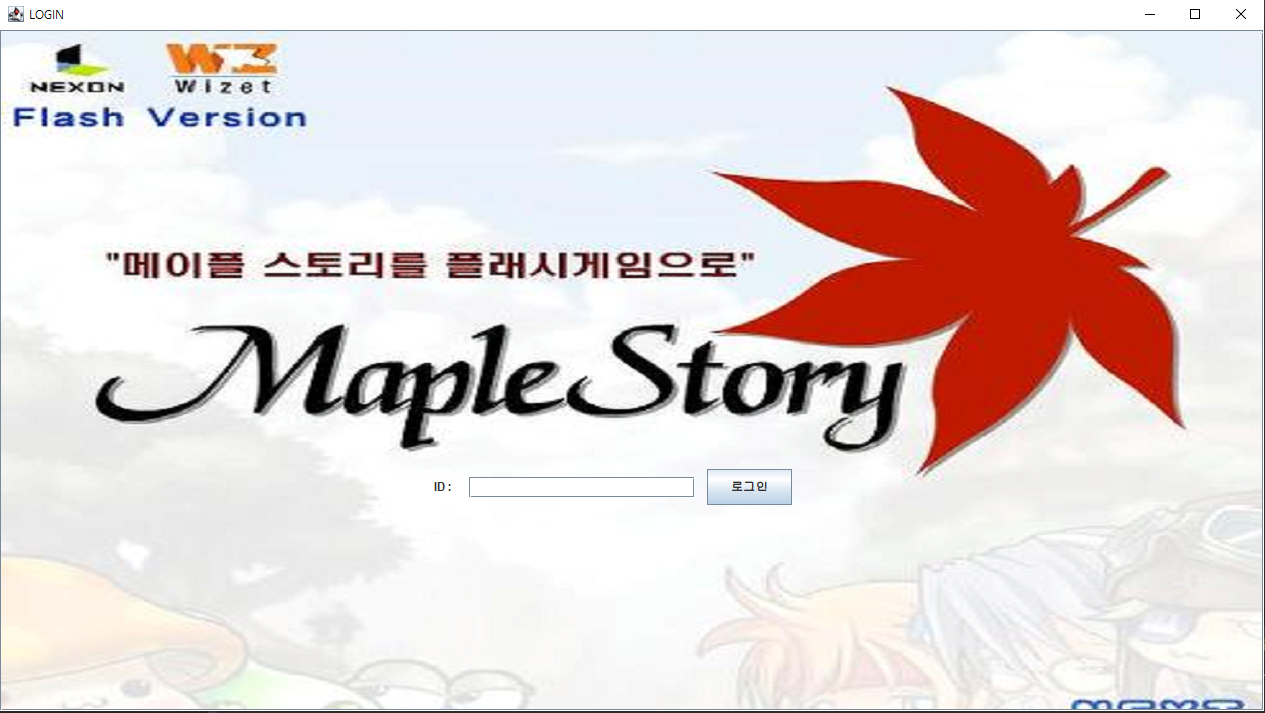 LOGIN
NEXON Wizet
Flash Version
"메이플 스토리를 플래시게임으로"
MapleStory
ID: 로그인